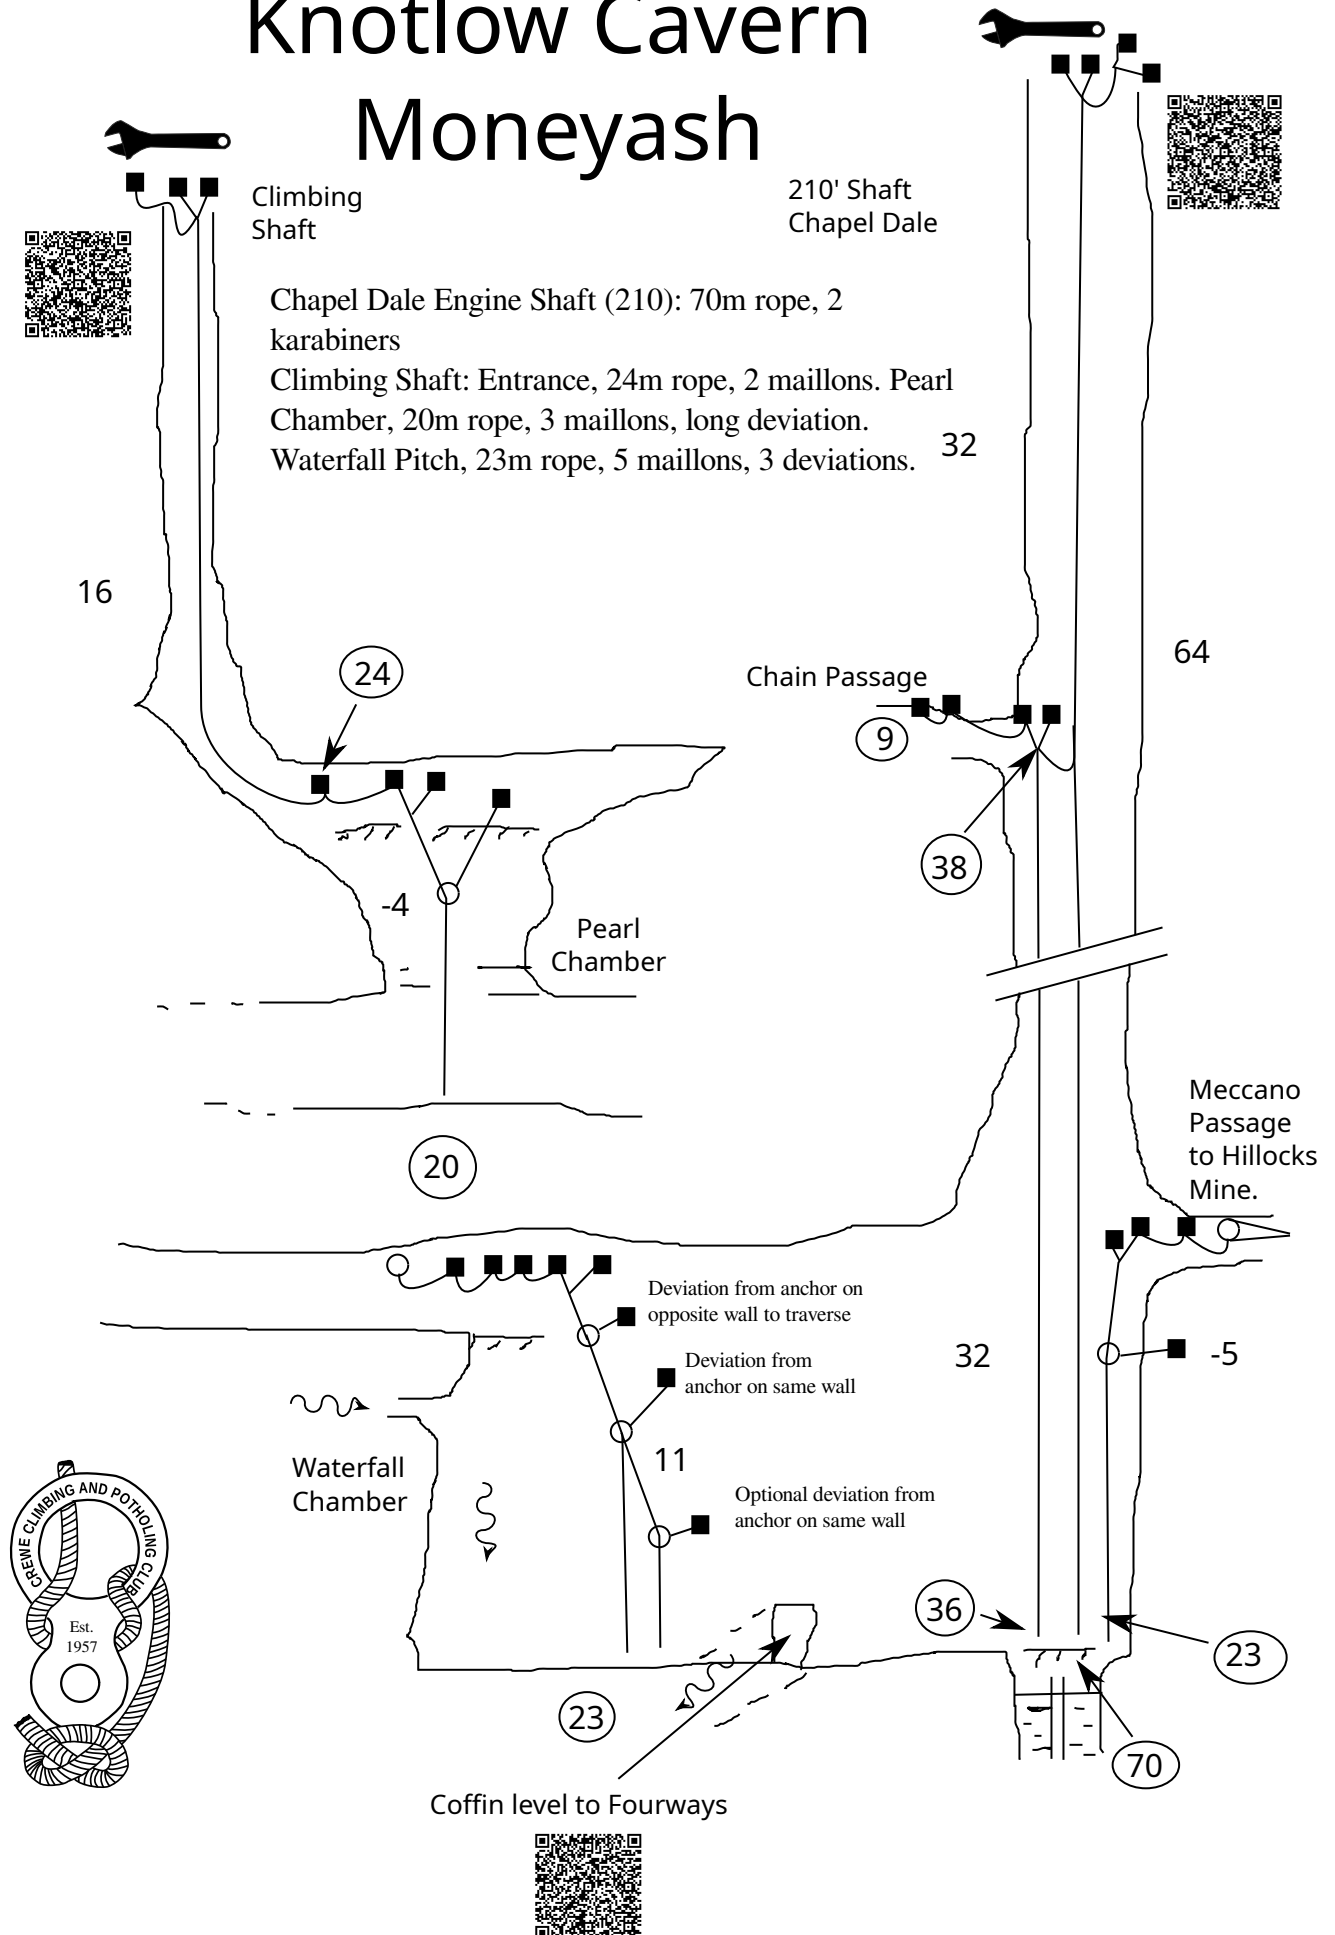 Knotlow Cavern
Moneyash
Climbing
Shaft
210' Shaft
Chapel Dale
Chapel Dale Engine Shaft (210): 70m rope, 2
karabiners
Climbing Shaft: Entrance, 24m rope, 2 maillons. Pearl
Chamber, 20m rope, 3 maillons, long deviation.
Waterfall Pitch, 23m rope, 5 maillons, 3 deviations.
32
16
64
24
Chain Passage
9
38
-4
Pearl
Chamber
Meccano
Passage
to Hillocks
Mine.
20
Deviation from anchor on
opposite wall to traverse
Deviation from
anchor on same wall
32
-5
11
Waterfall
Chamber
Optional deviation from
anchor on same wall
CREWE CLIMBING AND POTHOLING CLUB
Est.
1957
36
23
23
70
Coffin level to Fourways